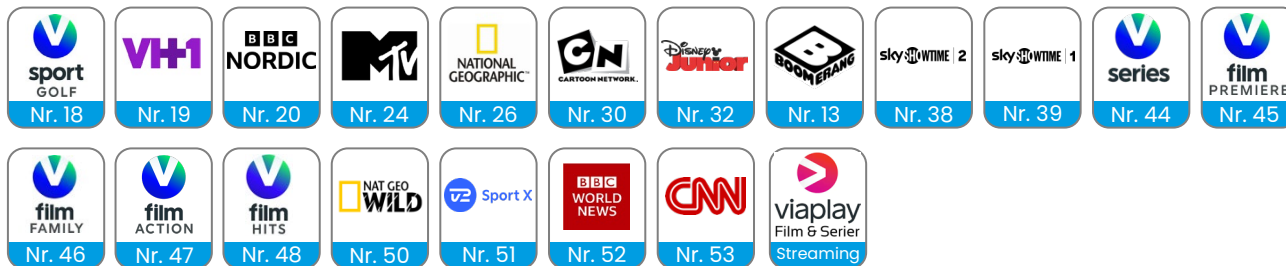 V
sport
GOLF
Nr. 18
VH1
Nr. 19
BBC
NORDIC
Nr. 20
MTV
Nr. 24
NATIONAL
GEOGRAPHIC™
Nr. 26
CN
CARTOON NETWORK.
Nr. 30
Disney
Junior
Nr. 32
B
BOOMERANG
Nr. 13
sky SHOWTIME | 2
Nr. 38
sky SHOWTIME | 1
Nr. 39
V
series
Nr. 44
V
film
PREMIERE
Nr. 45
V
film
FAMILY
Nr. 46
V
film
ACTION
Nr. 47
V
film
HITS
Nr. 48
NAT GEO
WILD
Nr. 50
TV2 Sport X
Nr. 51
BBC
WORLD
NEWS
Nr. 52
CNN
Nr. 53
viaplay
Film & Serier
Streaming